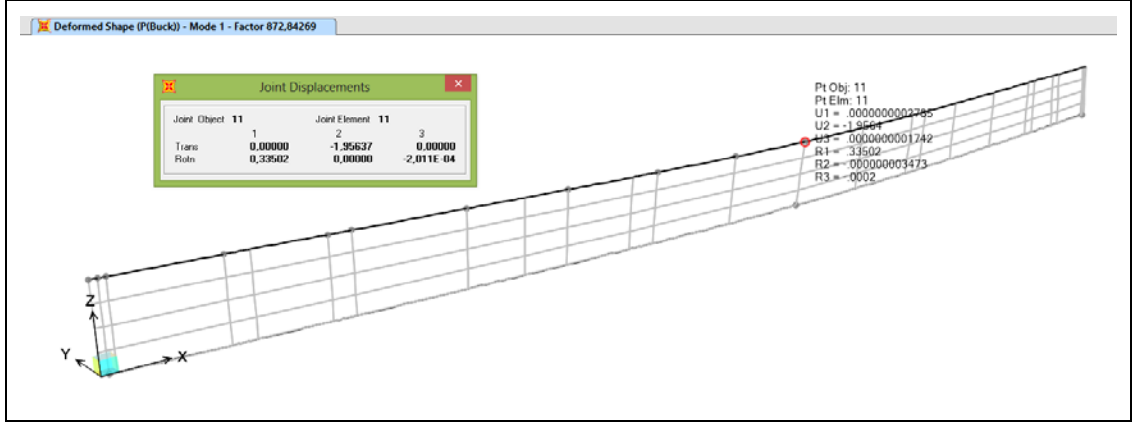 Deformed Shape (P(Buck)) - Mode 1 - Factor 872,84269
Joint Displacements
Joint Object 11 Joint Element 11
1 2 3
Trans 0,00000 -1,95637 0,00000
Rotn 0,33502 0,00000 -2,011E-04
Pt Obj: 11
Pt Elm: 11
U1 = .0000000002785
U2 = -1.9564
U3 = .0000000001742
R1 = .33502
R2 = .000000003473
R3 = -.0002
Z
Y
X